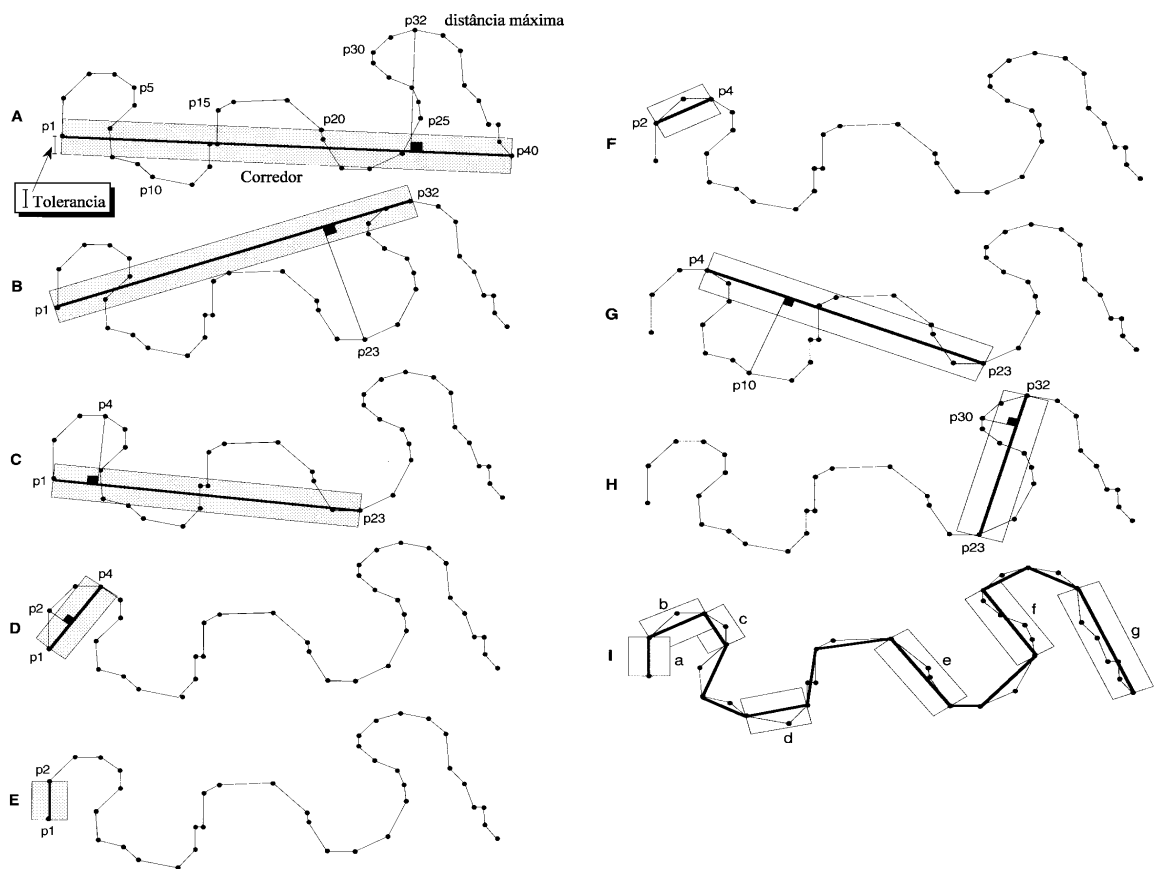 distância máxima
p32
p30
p5
p15
p20
p25
A
p1
p40
p10
Corredor
Tolerancia
p32
B
p1
p23
p4
C
p1
p23
p4
p2
D
p1
p2
E
p1
p4
p2
F
p4
G
p10
p23
p32
p30
H
p23
b
c
f
I
a
e
g
d